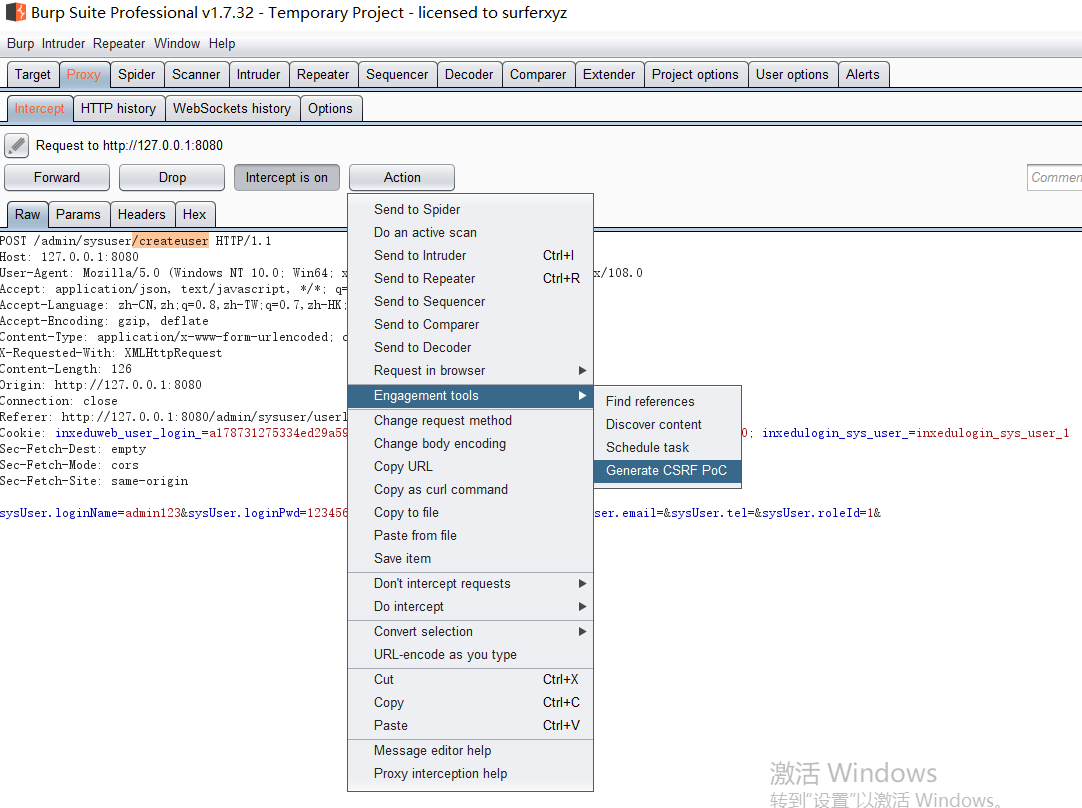 Burp Suite Professional v1.7.32 - Temporary Project - licensed to surferxyz
Burp Intruder Repeater Window Help
Target Proxy Spider Scanner Intruder Repeater Sequencer Decoder Comparer Extender Project options User options Alerts
Intercept HTTP history WebSockets history Options
Request to http://127.0.0.1:8080
Forward Drop Intercept is on Action Commen
Raw Params Headers Hex
POST /admin/sysuser/createuser HTTP/1.1
Host: 127.0.0.1:8080
User-Agent: Mozilla/5.0 (Windows NT 10.0; Win64; x x/108.0
Accept: application/json, text/javascript, */*; q=
Accept-Language: zh-CN,zh;q=0.8,zh-TW;q=0.7,zh-HK;
Accept-Encoding: gzip, deflate
Content-Type: application/x-www-form-urlencoded; c
X-Requested-With: XMLHttpRequest
Content-Length: 126
Origin: http://127.0.0.1:8080
Connection: close
Referer: http://127.0.0.1:8080/admin/sysuser/userl
Cookie: inxeduweb_user_login_=a178731275334ed29a59 0; inxedulogin_sys_user_=inxedulogin_sys_user_1
Sec-Fetch-Dest: empty
Sec-Fetch-Mode: cors
Sec-Fetch-Site: same-origin
sysUser.loginName=admin123&sysUser.loginPwd=123456 ser.email=&sysUser.tel=&sysUser.roleId=1&
Send to Spider
Do an active scan
Send to Intruder Ctrl+I
Send to Repeater Ctrl+R
Send to Sequencer
Send to Comparer
Send to Decoder
Request in browser
Engagement tools
Change request method
Change body encoding
Copy URL
Copy as curl command
Copy to file
Paste from file
Save item
Don't intercept requests
Do intercept
Convert selection
URL-encode as you type
Cut Ctrl+X
Copy Ctrl+C
Paste Ctrl+V
Message editor help
Proxy interception help
Find references
Discover content
Schedule task
Generate CSRF PoC
激活 Windows
转到"设置"以激活 Windows。